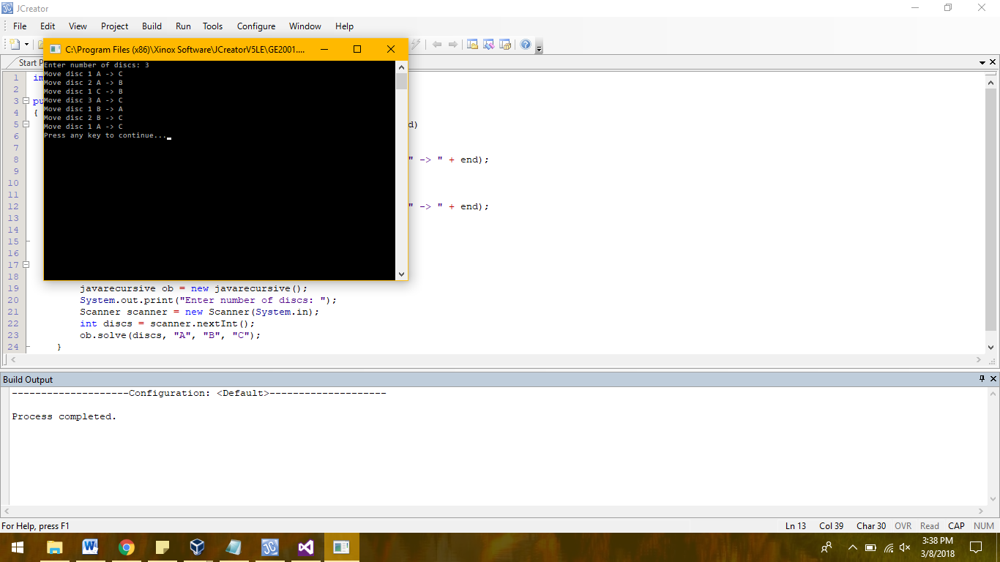 JCreator
File Edit View Project Build Run Tools Configure Window Help
C:\Program Files (x86)\Xinox Software\JCreatorV5LE\GE2001....
Start P
Enter number of discs: 3
Move disc 1 A -> C
Move disc 2 A -> B
Move disc 1 C -> B
Move disc 3 A -> C
Move disc 1 B -> A
Move disc 2 B -> C
Move disc 1 A -> C
Press any key to continue...
1 im
2
3 pu
4 {
5 d)
6
7
8 " -> " + end);
9
10
11
12 " -> " + end);
13
14
15
16
17
18
19 javarecursive ob = new javarecursive();
20 System.out.print("Enter number of discs: ");
21 Scanner scanner = new Scanner(System.in);
22 int discs = scanner.nextInt();
23 ob.solve(discs, "A", "B", "C");
24 }
Build Output
--------------------Configuration: <Default>--------------------
Process completed.
For Help, press F1
Ln 13 Col 39 Char 30 OVR Read CAP NUM
3:38 PM
3/8/2018